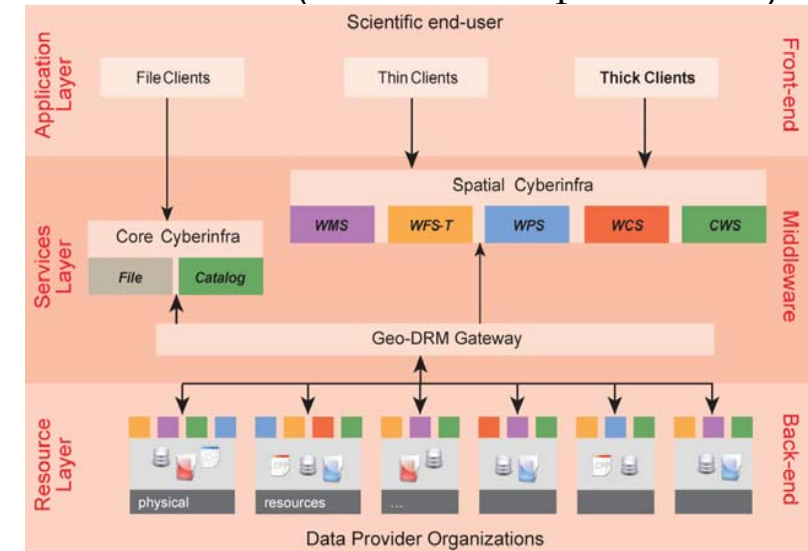 Scientific end-user
Application
Layer
File Clients
Thin Clients
Thick Clients
Front-end
Spatial Cyberinfra
WMS
WFS-T
WPS
WCS
CWS
Services
Layer
Core Cyberinfra
File
Catalog
Middleware
Geo-DRM Gateway
Resource
Layer
physical
resources
...
Back-end
Data Provider Organizations